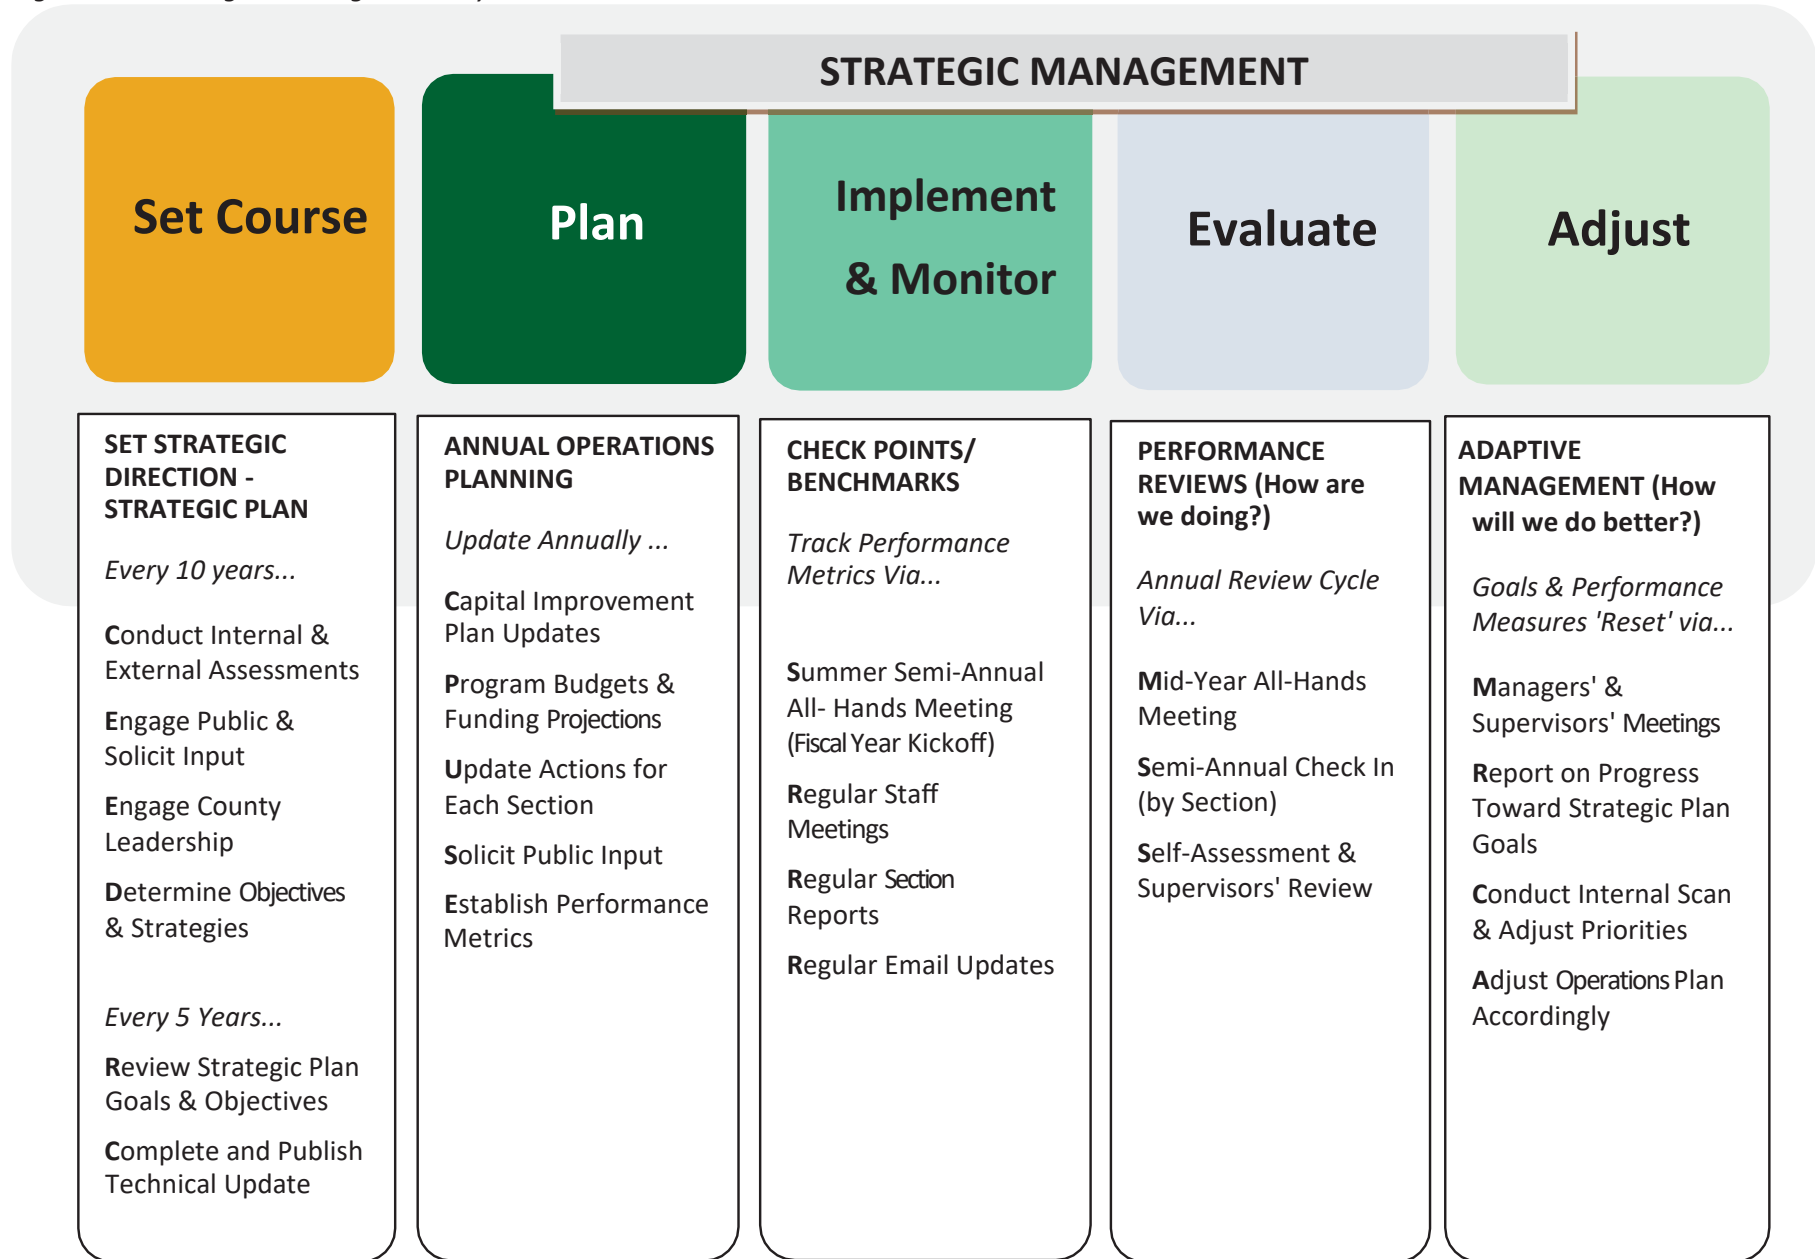 STRATEGIC MANAGEMENT
Set Course
Plan
Implement
& Monitor
Evaluate
Adjust
SET STRATEGIC
DIRECTION -
STRATEGIC PLAN
Every 10 years...
Conduct Internal &
External Assessments
Engage Public &
Solicit Input
Engage County
Leadership
Determine Objectives
& Strategies
Every 5 Years...
Review Strategic Plan
Goals & Objectives
Complete and Publish
Technical Update
ANNUAL OPERATIONS
PLANNING
Update Annually ...
Capital Improvement
Plan Updates
Program Budgets &
Funding Projections
Update Actions for
Each Section
Solicit Public Input
Establish Performance
Metrics
CHECK POINTS/
BENCHMARKS
Track Performance
Metrics Via...
Summer Semi-Annual
All- Hands Meeting
(Fiscal Year Kickoff)
Regular Staff
Meetings
Regular Section
Reports
Regular Email Updates
PERFORMANCE
REVIEWS (How are
we doing?)
Annual Review Cycle
Via...
Mid-Year All-Hands
Meeting
Semi-Annual Check In
(by Section)
Self-Assessment &
Supervisors' Review
ADAPTIVE
MANAGEMENT (How
will we do better?)
Goals & Performance
Measures 'Reset' via...
Managers' &
Supervisors' Meetings
Report on Progress
Toward Strategic Plan
Goals
Conduct Internal Scan
& Adjust Priorities
Adjust Operations Plan
Accordingly